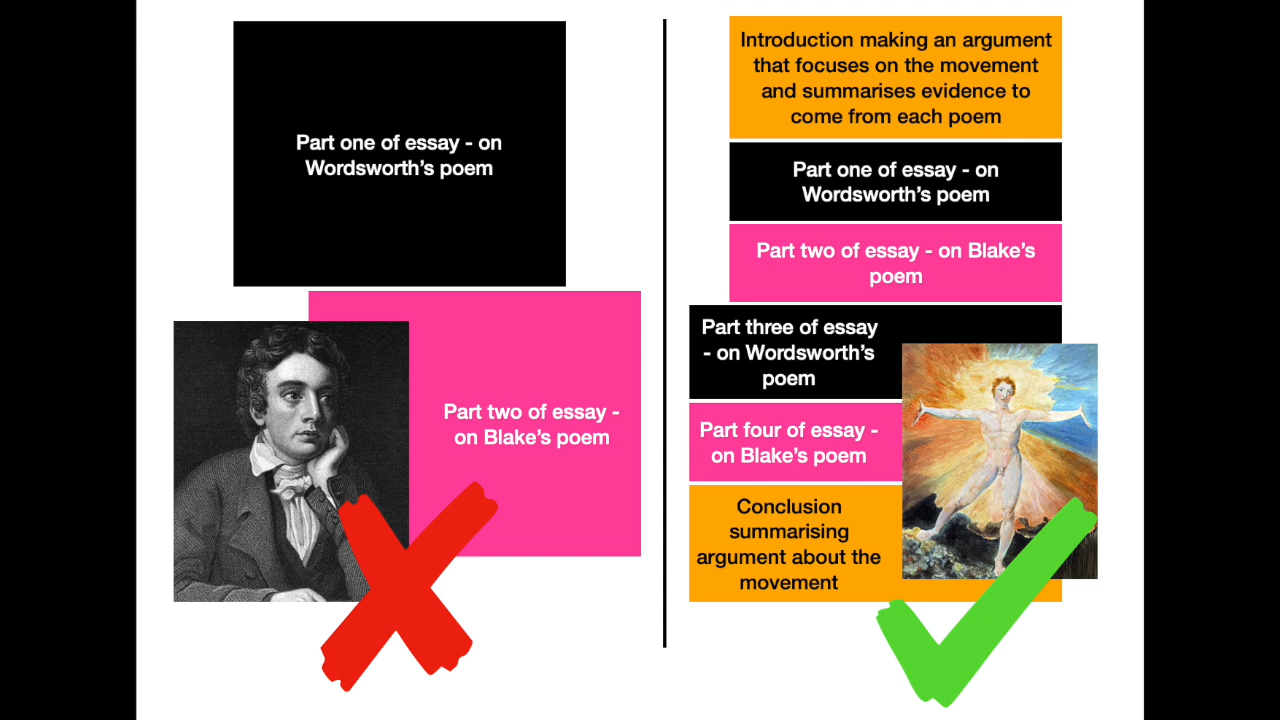 Part one of essay - on
Wordsworth's poem
Part two of essay -
on Blake's poem
Introduction making an argument
that focuses on the movement
and summarises evidence to
come from each poem
Part one of essay - on
Wordsworth's poem
Part two of essay - on Blake's
poem
Part three of essay
- on Wordsworth's
poem
Part four of essay -
on Blake's poem
Conclusion
summarising
argument about the
movement